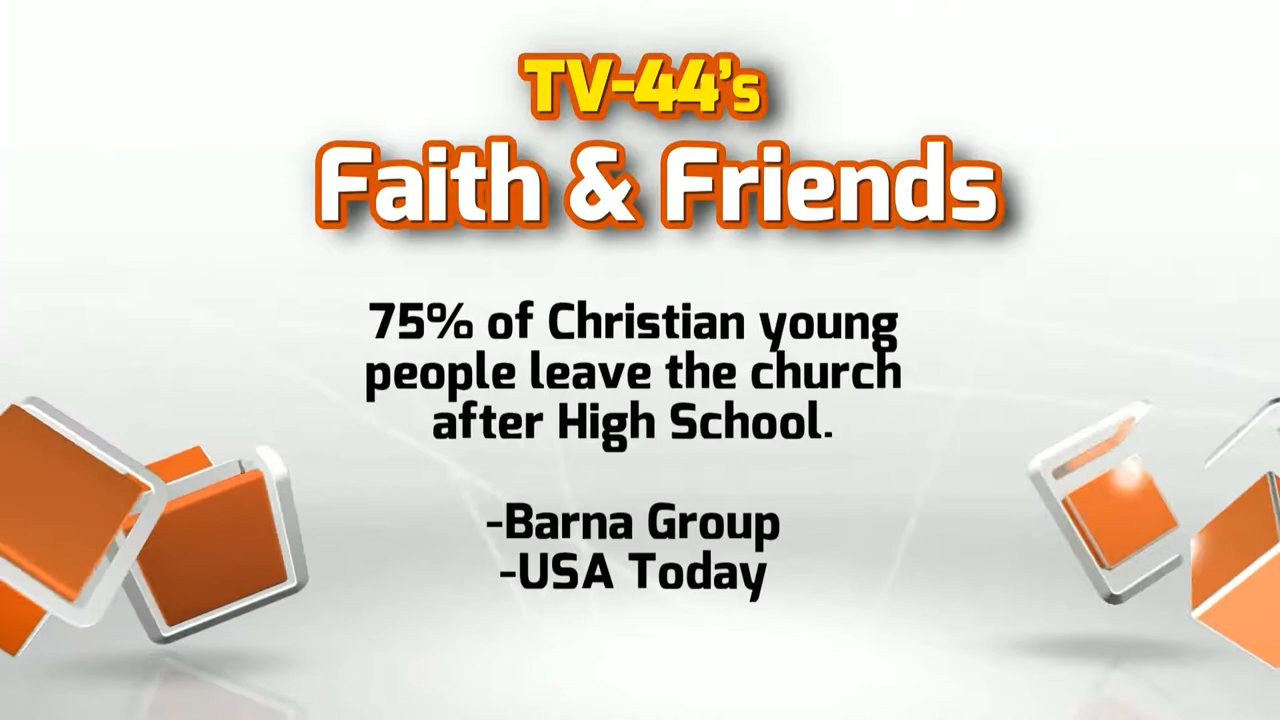 TV-44's
Faith & Friends
75% of Christian young
people leave the church
after High School.
-Barna Group
-USA Today